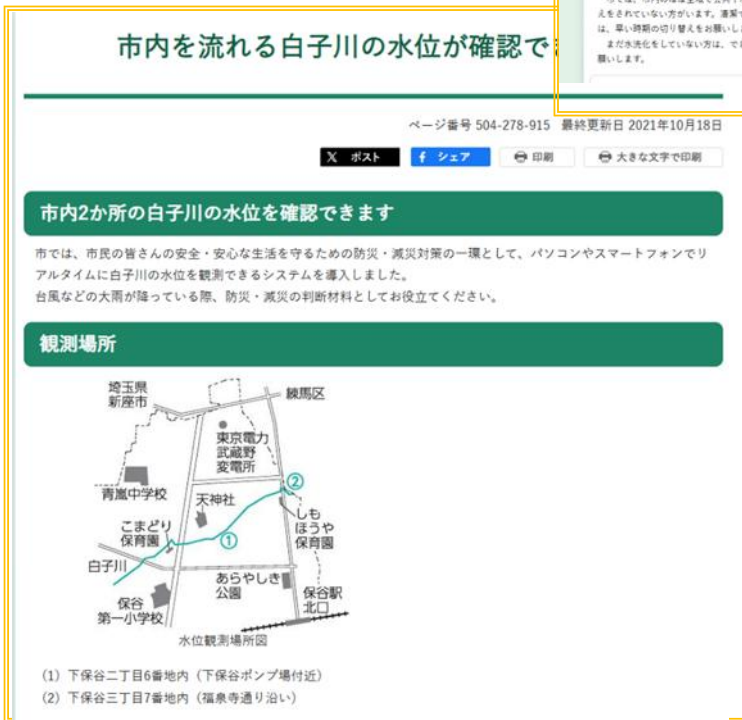 市内を流れる白子川の水位が確認で
えをされていない方がいます。
は、早い時期の切り替えをお願いし
まだ水洗化をしていない方は、で
願いします。
ページ番号 504-278-915 最終更新日 2021年10月18日
X ポスト
f シェア
印刷
大きな文字で印刷
市内2か所の白子川の水位を確認できます
市では、市民の皆さんの安全・安心な生活を守るための防災・減災対策の一環として、パソコンやスマートフォンでリ
アルタイムに白子川の水位を観測できるシステムを導入しました。
台風などの大雨が降っている際、防災・減災の判断材料としてお役立てください。
観測場所
埼玉県
新座市
練馬区
東京電力
武蔵野
変電所
青嵐中学校
天神社
②
しも
ほうや
保育園
こまどり
保育園
①
白子川
あらやしき
公園
保谷駅
北口
保谷
第一小学校
水位観測場所図
(1) 下保谷二丁目6番地内（下保谷ポンプ場付近）
(2) 下保谷三丁目7番地内（福泉寺通り沿い）